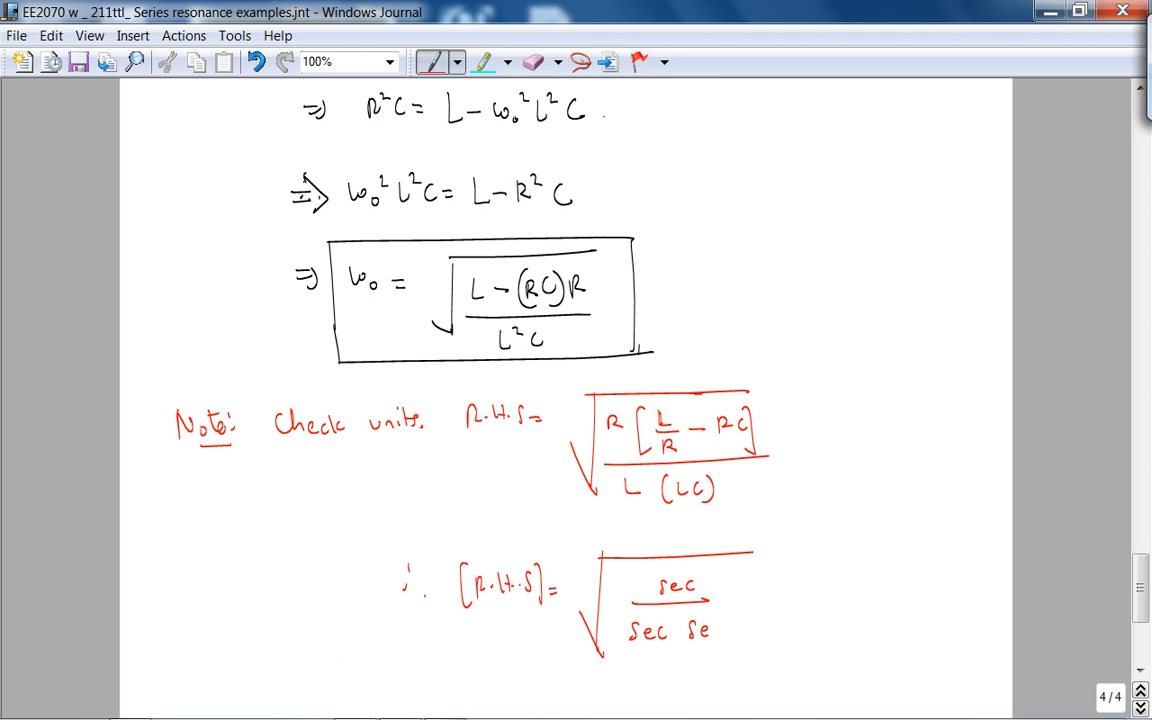 EE2070 w _ 211ttl_ Series resonance examples.jnt - Windows Journal
File Edit View Insert Actions Tools Help
100%
⇒ R²C = L - ω₀²L²C
⇒ ω₀²L²C = L - R²C
⇒ ω₀ = √((L - (RC)R)/(L²C))
Note: Check units. R.H.S = √((R[L/R - RC])/(L (LC)))
∴ [R.H.S] = √(sec/(sec se
4/4